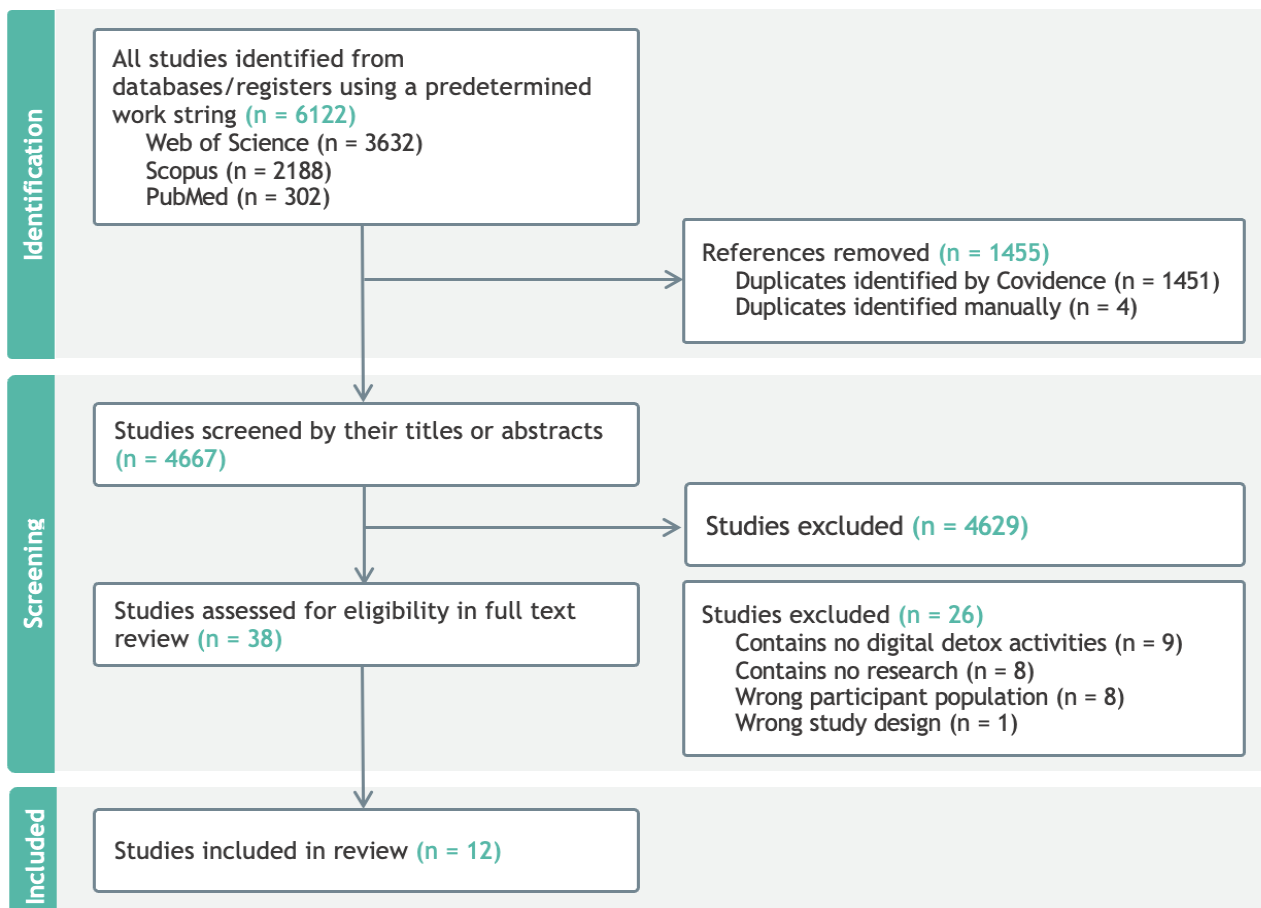 Identification
All studies identified from
databases/registers using a predetermined
work string (n = 6122)
Web of Science (n = 3632)
Scopus (n = 2188)
PubMed (n = 302)
References removed (n = 1455)
Duplicates identified by Covidence (n = 1451)
Duplicates identified manually (n = 4)
Screening
Studies screened by their titles or abstracts
(n = 4667)
Studies excluded (n = 4629)
Studies assessed for eligibility in full text
review (n = 38)
Studies excluded (n = 26)
Contains no digital detox activities (n = 9)
Contains no research (n = 8)
Wrong participant population (n = 8)
Wrong study design (n = 1)
Included
Studies included in review (n = 12)